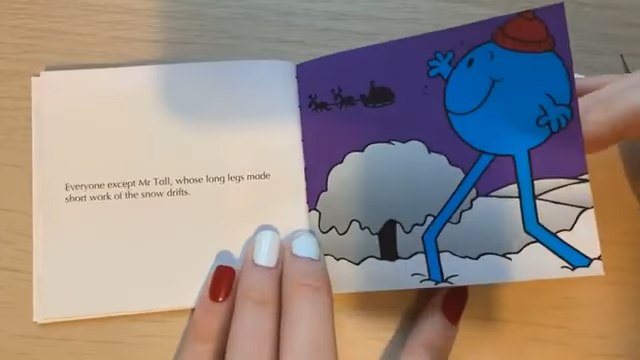 Everyone except Mr Tall, whose long legs made
short work of the snow drifts.